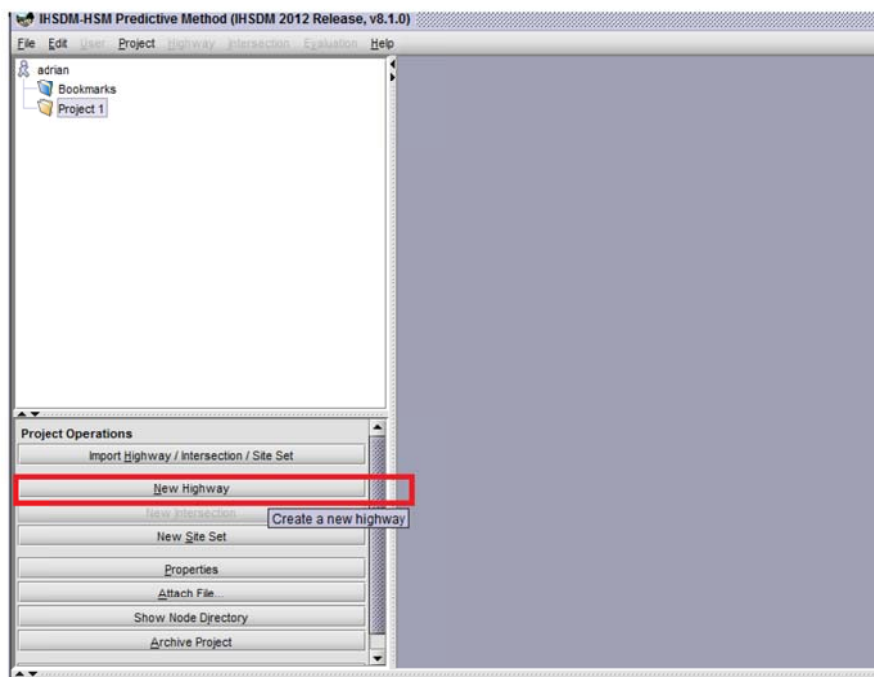 IHSDM-HSM Predictive Method (IHSDM 2012 Release, v8.1.0)
File Edit User Project Highway Intersection Evaluation Help
adrian
Bookmarks
Project 1
Project Operations
Import Highway / Intersection / Site Set
New Highway
New Intersection
Create a new highway
New Site Set
Properties
Attach File...
Show Node Directory
Archive Project